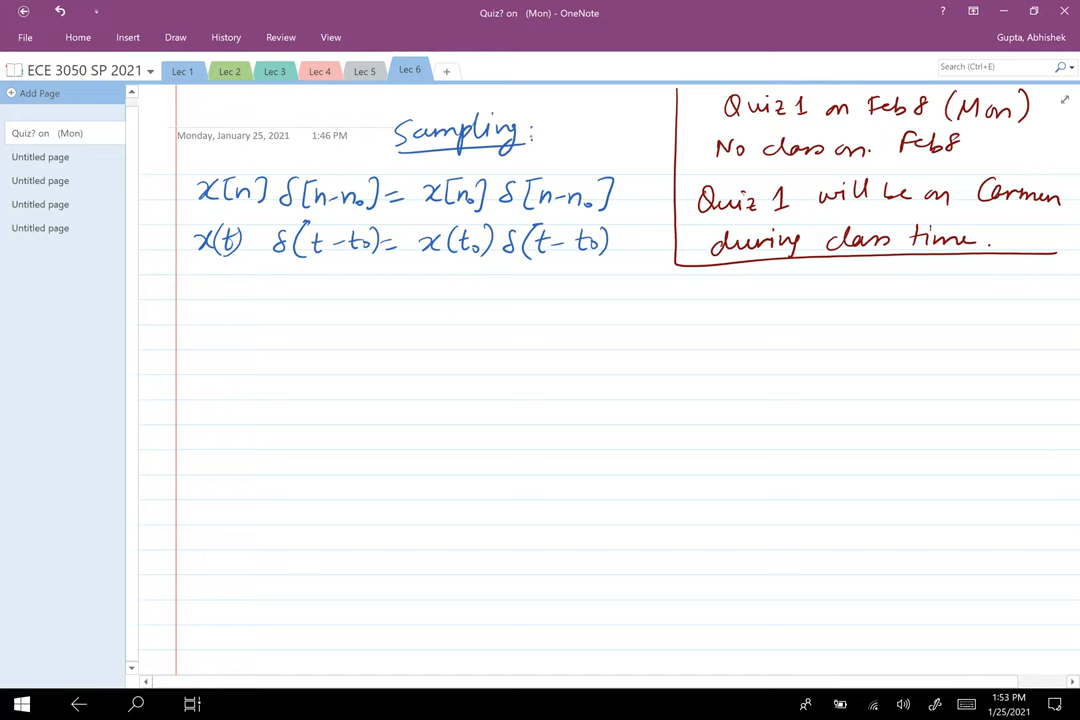 Quiz? on (Mon) - OneNote
?
File Home Insert Draw History Review View
Gupta, Abhishek
ECE 3050 SP 2021
Lec 1 Lec 2 Lec 3 Lec 4 Lec 5 Lec 6 +
Search (Ctrl+E)
Add Page
Quiz? on (Mon)
Untitled page
Untitled page
Untitled page
Untitled page
Monday, January 25, 2021 1:46 PM
Sampling:
x[n] δ[n-n₀] = x[n₀] δ[n-n₀]
x(t) δ(t-t₀) = x(t₀) δ(t-t₀)
Quiz 1 on Feb 8 (Mon)
No class on. Feb 8
Quiz 1 will be on Carmen
during class time.
1:53 PM
1/25/2021